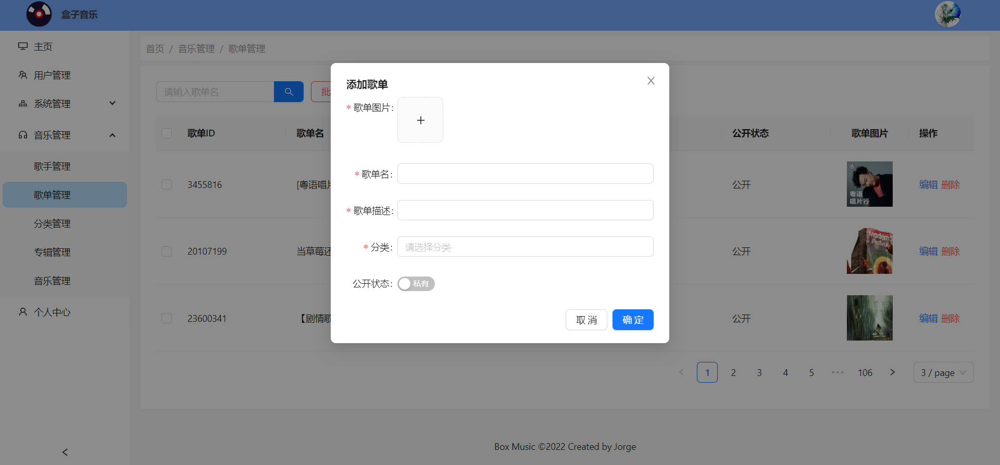 盒子音乐
主页
用户管理
系统管理
音乐管理
歌手管理
歌单管理
分类管理
专辑管理
音乐管理
个人中心
首页 / 音乐管理 / 歌单管理
请输入歌单名
批
歌单ID 歌单名 公开状态 歌单图片 操作
3455816 [粤语唱片 公开 粤语 唱片行 编辑 删除
20107199 当草莓还 公开 Modern S Festival 编辑 删除
23600341 【剧情歌 公开 编辑 删除
添加歌单
* 歌单图片:
* 歌单名:
* 歌单描述:
* 分类: 请选择分类
公开状态: 私有
取消 确定
1 2 3 4 5 ••• 106 3 / page
Box Music ©2022 Created by Jorge